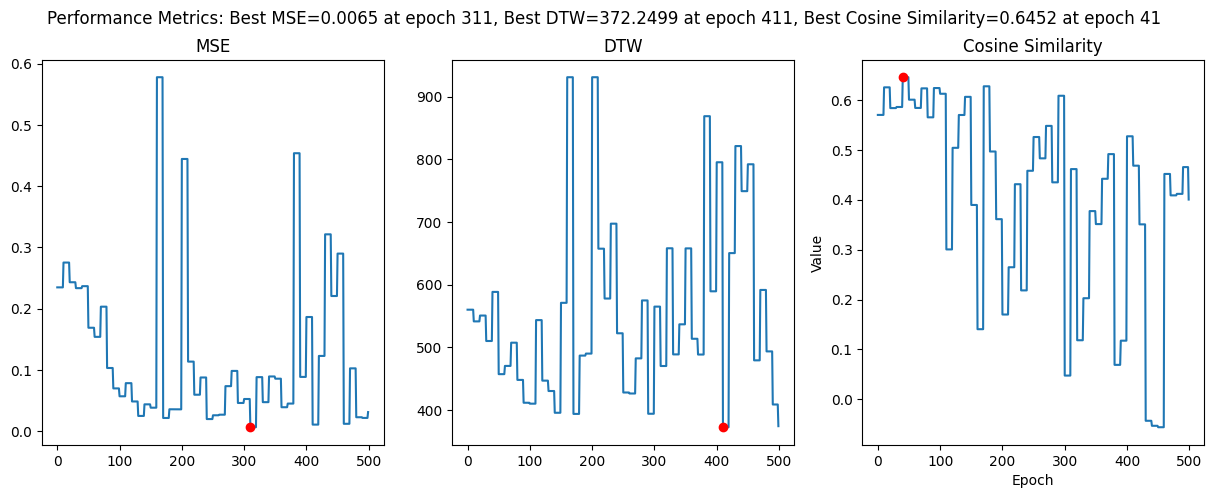 Performance Metrics: Best MSE=0.0065 at epoch 311, Best DTW=372.2499 at epoch 411, Best Cosine Similarity=0.6452 at epoch 41
MSE
0.6
0.5
0.4
0.3
0.2
0.1
0.0
0 100 200 300 400 500
DTW
900
800
700
600
500
400
0 100 200 300 400 500
Cosine Similarity
Value
0.6
0.5
0.4
0.3
0.2
0.1
0.0
0 100 200 300 400 500
Epoch